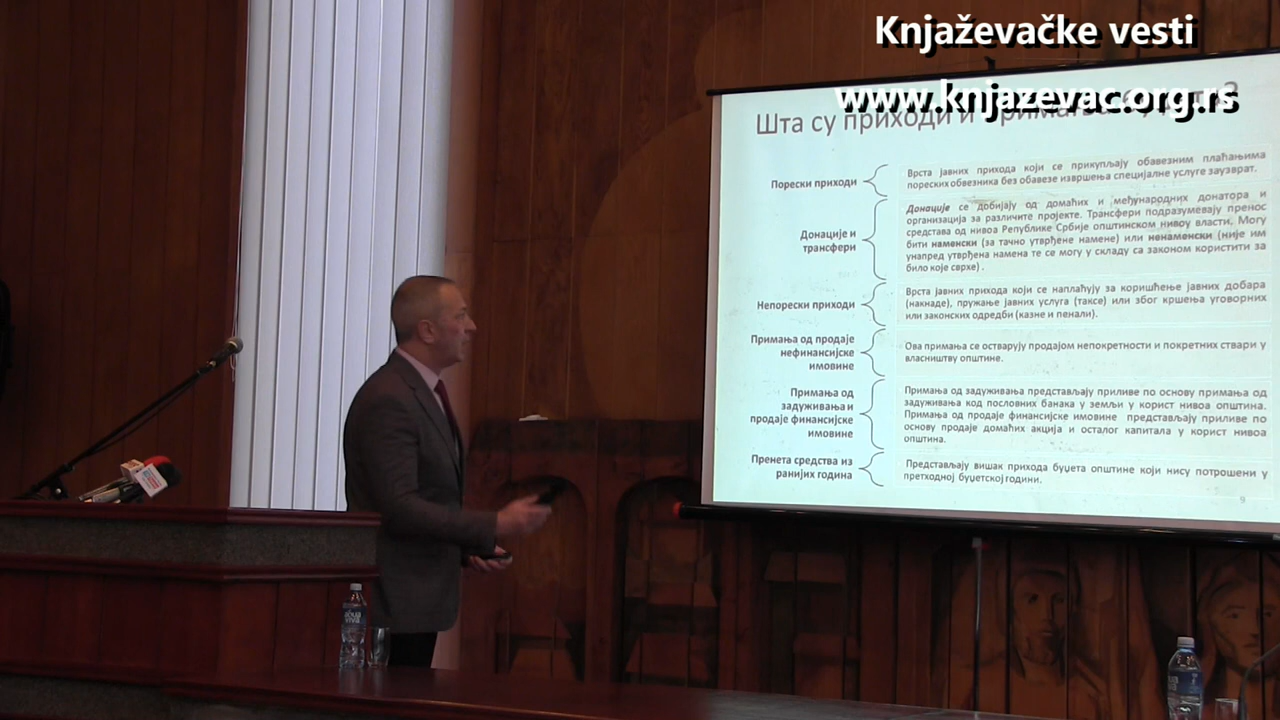 Knjaževačke vesti
www.knjazevac.org.rs
Шта су приходи и
Порески приходи
Врста јавних прихода који се прикупљају обавезним плаћањима
пореских обвезника без обавезе извршења специјалне услуге заузврат.
Донације и
трансфери
Донације се добијају од домаћих и међународних донатора и
организација за различите пројекте. Трансфери подразумевају пренос
средстава од нивоа Републике Србије општинском нивоу власти. Могу
бити наменски (за тачно утврђене намене) или ненаменски (није им
унапред утврђена намена те се могу у складу са законом користити за
било које сврхе) .
Непорески приходи
Врста јавних прихода који се наплаћују за коришћење јавних добара
(накнаде), пружање јавних услуга (таксе) или због кршења уговорних
или законских одредби (казне и пенали).
Примања од продаје
нефинансијске
имовине
Ова примања се остварују продајом непокретности и покретних ствари у
власништву општине.
Примања од
задуживања и
продаје финансијске
имовине
Примања од задуживања представљају приливе по основу примања од
задуживања код пословних банака у земљи у корист нивоа општина.
Примања од продаје финансијске имовине представљају приливе по
основу продаје домаћих акција и осталог капитала у корист нивоа
општина.
Пренета средства из
ранијих година
Представљају вишак прихода буџета општине који нису потрошени у
претходној буџетској години.
9